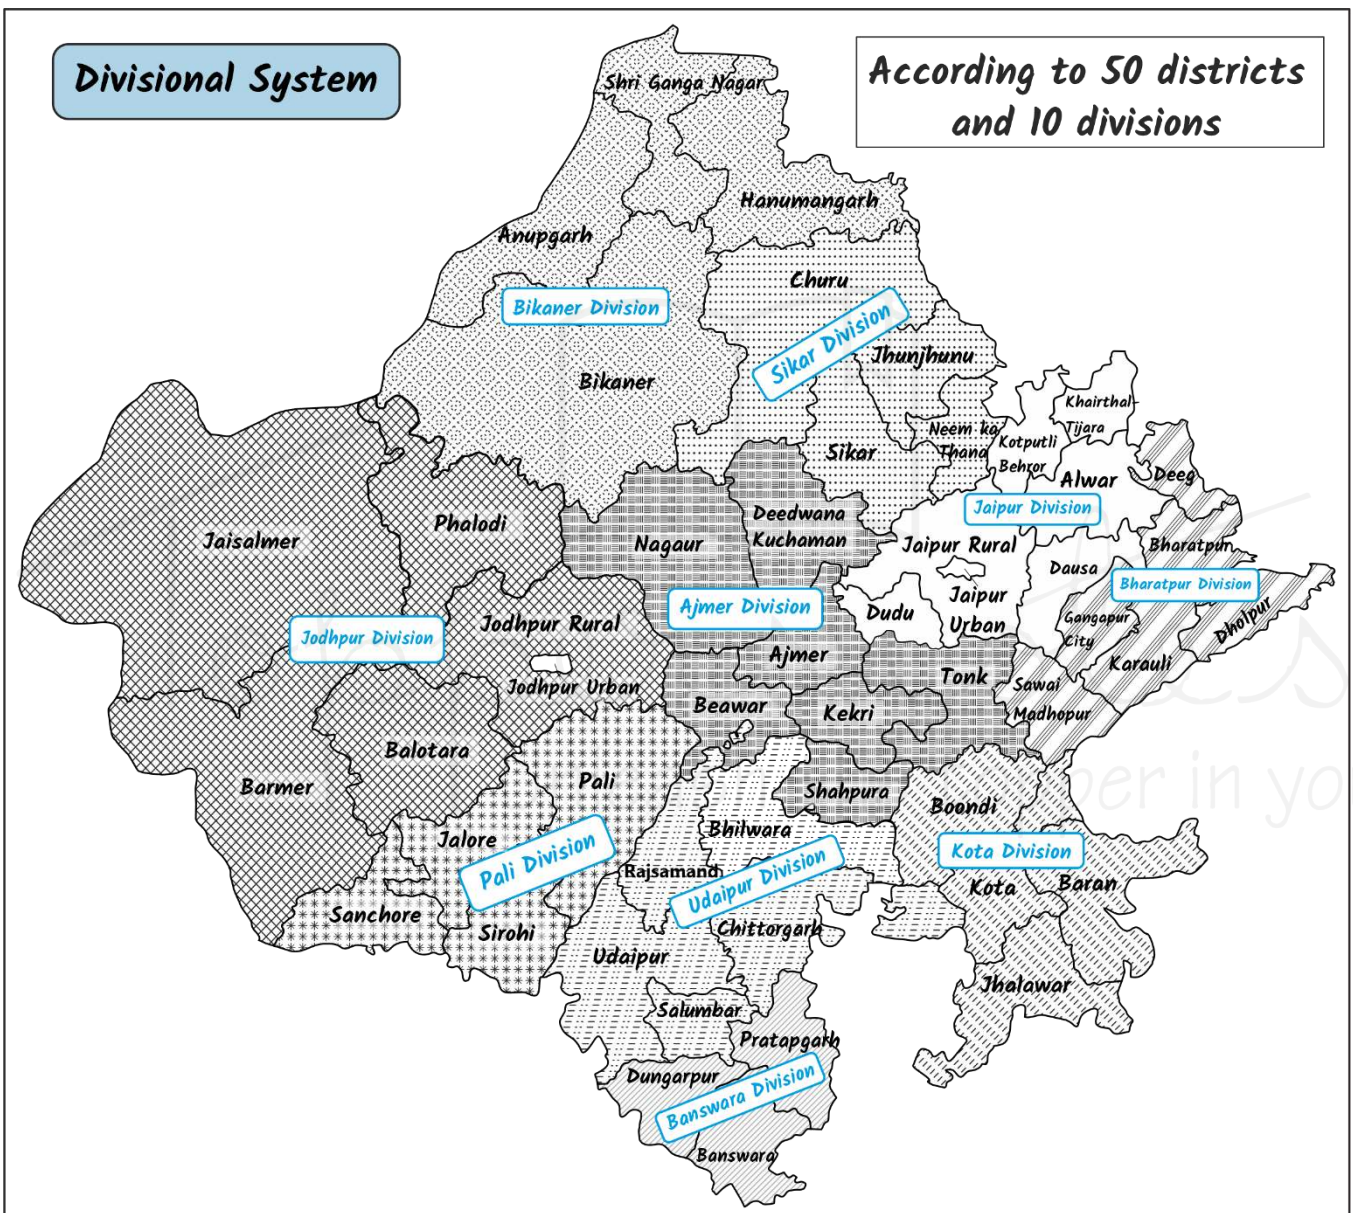 Divisional System
According to 50 districts
and 10 divisions
Shri Ganga Nagar
Hanumangarh
Anupgarh
Churu
Bikaner Division
Sikar Division
Jhunjhunu
Bikaner
Khairthal-
Tijara
Neem ka
Thana
Kotputli
Behror
Sikar
Alwar
Deeg
Jaipur Division
Phalodi
Deedwana
Kuchaman
Jaisalmer
Nagaur
Jaipur Rural
Bharatpur
Dausa
Bharatpur Division
Jaipur
Urban
Ajmer Division
Dudu
Gangapur
City
Dholpur
Jodhpur Rural
Jodhpur Division
Ajmer
Karauli
Tonk
Sawai
Madhopur
Jodhpur Urban
Beawar
Kekri
Balotara
Pali
Barmer
Shahpura
Boondi
per in yo
Bhilwara
Jalore
Pali Division
Kota Division
Rajsamand
Udaipur Division
Kota
Baran
Sanchore
Sirohi
Chittorgarh
Udaipur
Jhalawar
Salumbar
Pratapgarh
Dungarpur
Banswara Division
Banswara